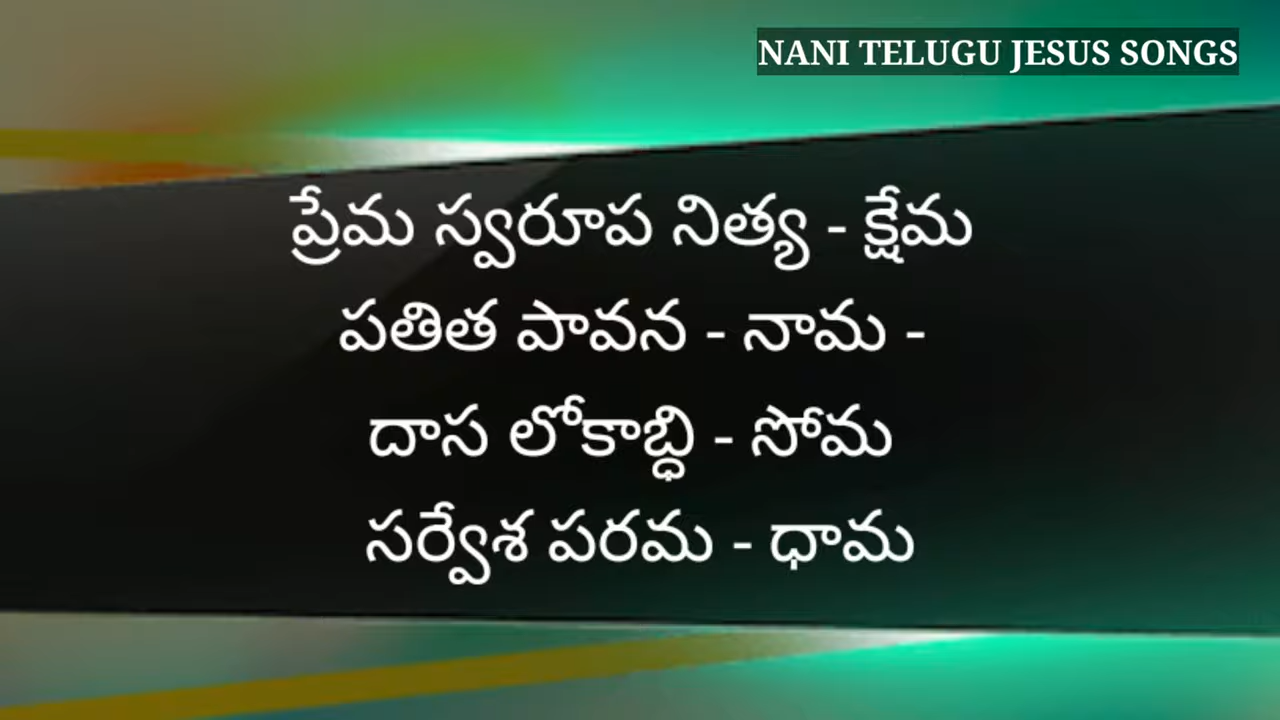 NANI TELUGU JESUS SONGS
ప్రేమ స్వరూప నిత్య - క్షేమ
పతిత పావన - నామ -
దాస లోకాబ్ధి - సోమ
సర్వేశ పరమ - ధామ